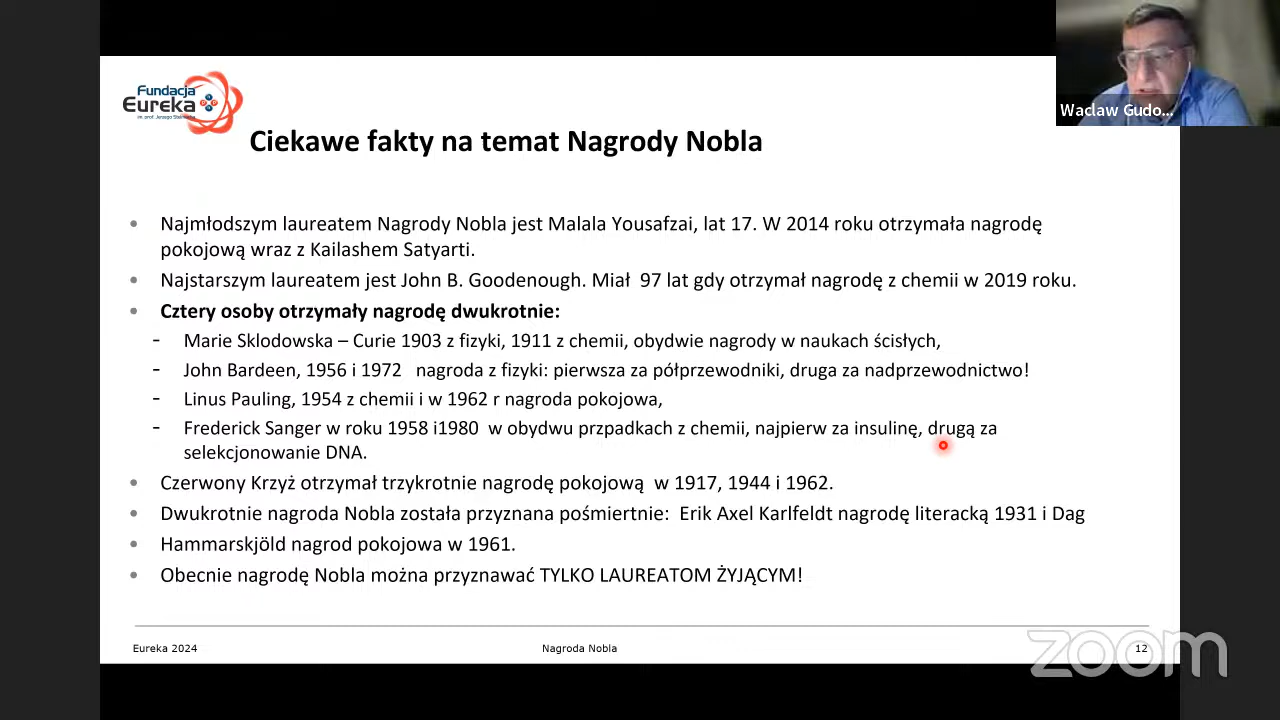 Fundacja
Eureka
Waclaw Gudo...
Ciekawe fakty na temat Nagrody Nobla
• Najmłodszym laureatem Nagrody Nobla jest Malala Yousafzai, lat 17. W 2014 roku otrzymała nagrodę
pokojową wraz z Kailashem Satyarti.
• Najstarszym laureatem jest John B. Goodenough. Miał 97 lat gdy otrzymał nagrodę z chemii w 2019 roku.
• Cztery osoby otrzymały nagrodę dwukrotnie:
- Marie Sklodowska – Curie 1903 z fizyki, 1911 z chemii, obydwie nagrody w naukach ścisłych,
- John Bardeen, 1956 i 1972 nagroda z fizyki: pierwsza za półprzewodniki, druga za nadprzewodnictwo!
- Linus Pauling, 1954 z chemii i w 1962 r nagroda pokojowa,
- Frederick Sanger w roku 1958 i1980 w obydwu przpadkach z chemii, najpierw za insulinę, drugą za
selekcjonowanie DNA.
• Czerwony Krzyż otrzymał trzykrotnie nagrodę pokojową w 1917, 1944 i 1962.
• Dwukrotnie nagroda Nobla została przyznana pośmiertnie: Erik Axel Karlfeldt nagrodę literacką 1931 i Dag
• Hammarskjöld nagrod pokojowa w 1961.
• Obecnie nagrodę Nobla można przyznawać TYLKO LAUREATOM ŻYJĄCYM!
Eureka 2024
Nagroda Nobla
12
zoom